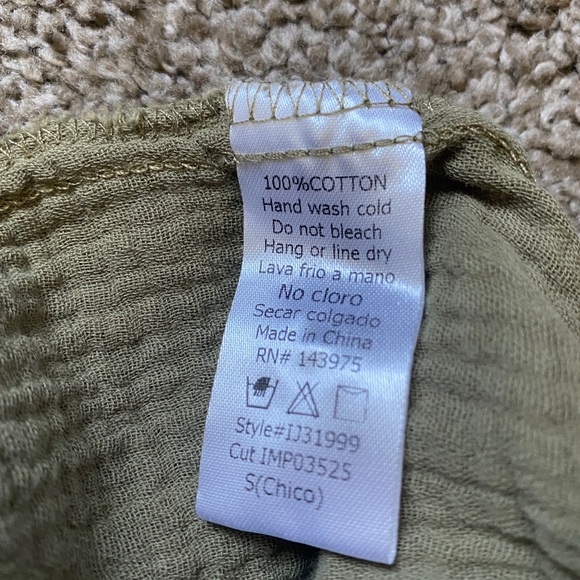 100%COTTON
Hand wash cold
Do not bleach
Hang or line dry
Lava frio a mano
No cloro
Secar colgado
Made in China
RN# 143975
Style#IJ31999
Cut IMP03525
S(Chico)